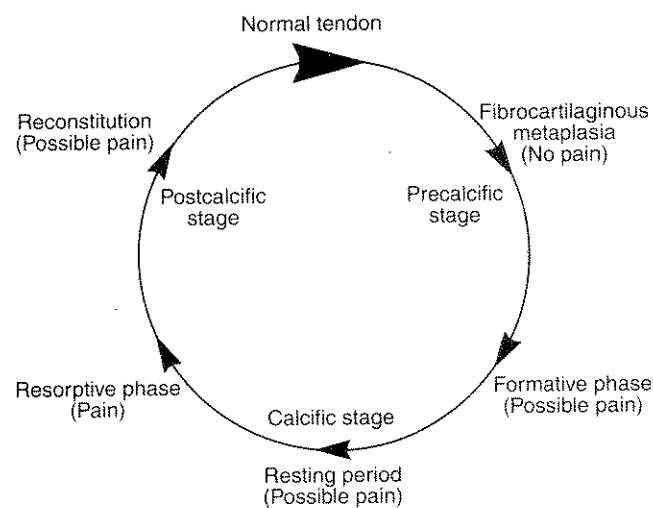 Normal tendon
Fibrocartilaginous
metaplasia
(No pain)
Precalcific
stage
Formative phase
(Possible pain)
Calcific stage
Resting period
(Possible pain)
Resorptive phase
(Pain)
Postcalcific
stage
Reconstitution
(Possible pain)